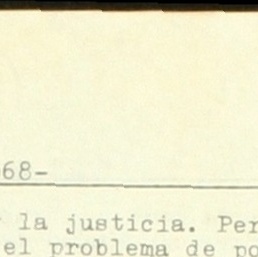 68-
la justicia. Per
el problema de po